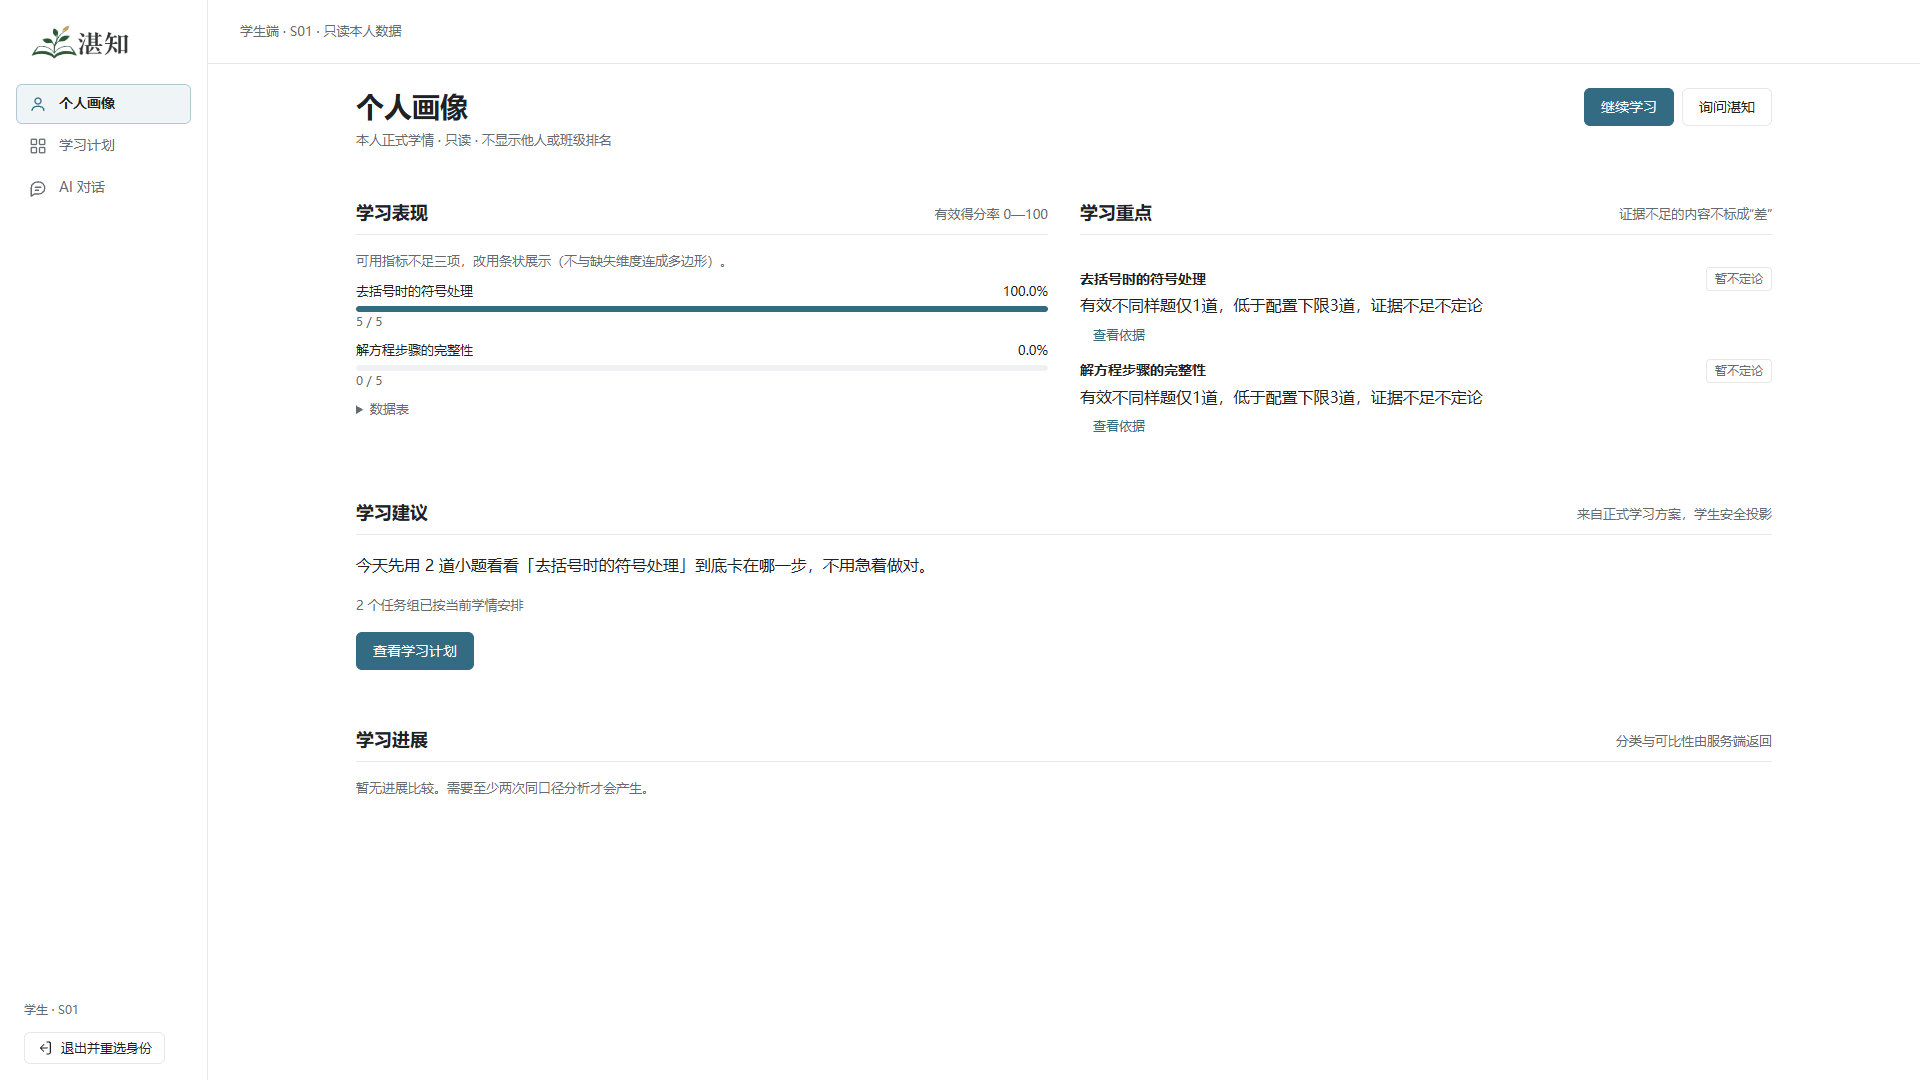 湛知
个人画像
学习计划
AI 对话
学生 · S01
退出并重选身份
学生端 · S01 · 只读本人数据
个人画像
本人正式学情 · 只读 · 不显示他人或班级排名
继续学习
询问湛知
学习表现
有效得分率 0—100
可用指标不足三项，改用条状展示（不与缺失维度连成多边形）。
去括号时的符号处理
100.0%
5 / 5
解方程步骤的完整性
0.0%
0 / 5
数据表
学习重点
证据不足的内容不标成“差”
去括号时的符号处理
暂不定论
有效不同样题仅1道，低于配置下限3道，证据不足不定论
查看依据
解方程步骤的完整性
暂不定论
有效不同样题仅1道，低于配置下限3道，证据不足不定论
查看依据
学习建议
来自正式学习方案，学生安全投影
今天先用 2 道小题看看「去括号时的符号处理」到底卡在哪一步，不用急着做对。
2 个任务组已按当前学情安排
查看学习计划
学习进展
分类与可比性由服务端返回
暂无进展比较。需要至少两次同口径分析才会产生。